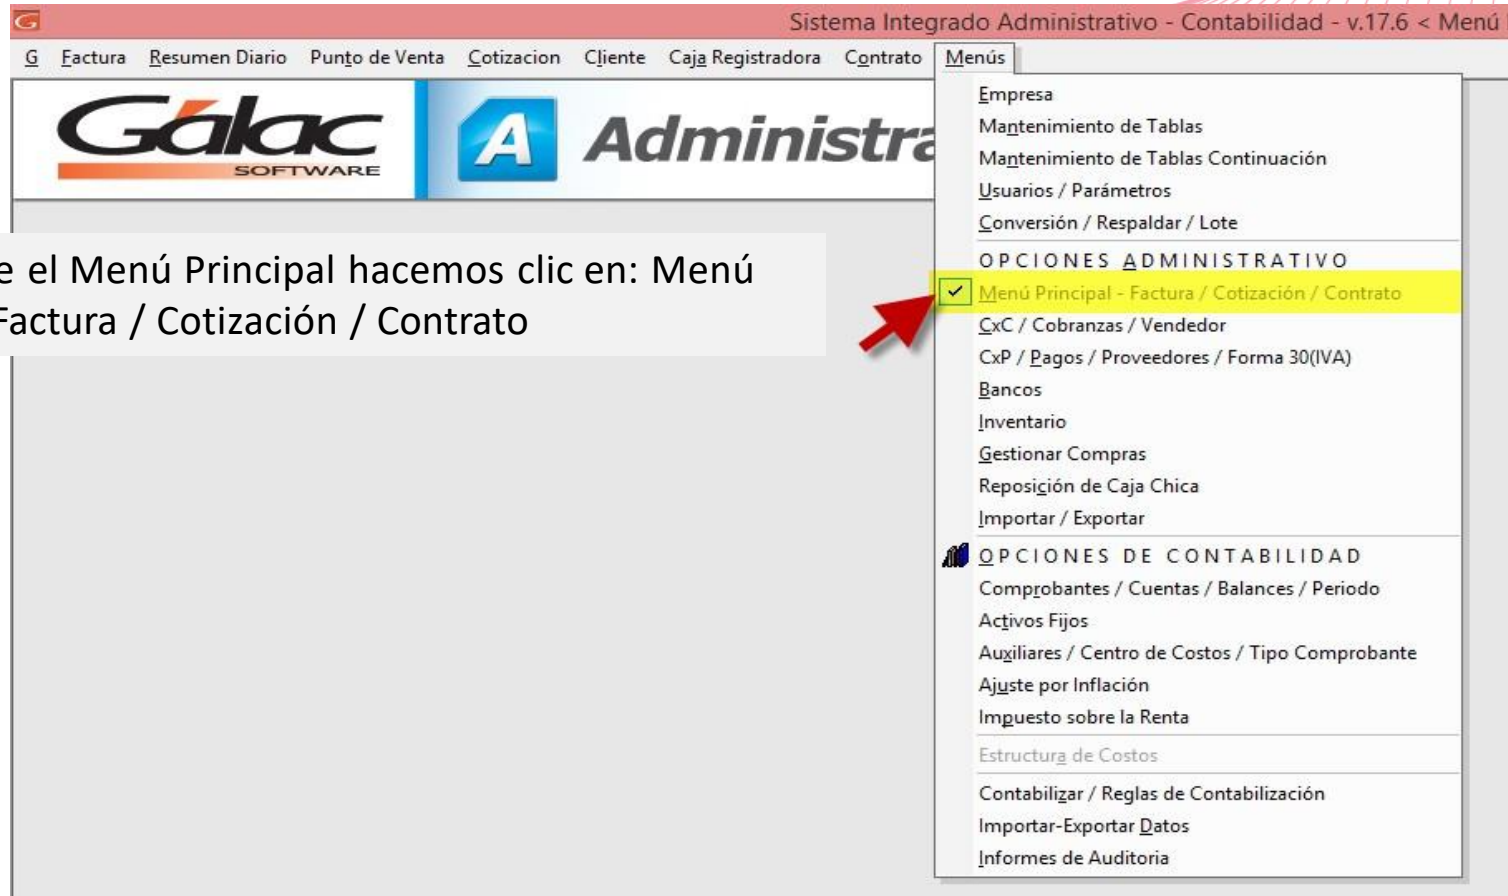 G
Sistema Integrado Administrativo - Contabilidad - v.17.6 < Menú
G Factura Resumen Diario Punto de Venta Cotizacion Cliente Caja Registradora Contrato Menús
Gálac
SOFTWARE
A
Administra
e el Menú Principal hacemos clic en: Menú
Factura / Cotización / Contrato
Empresa
Mantenimiento de Tablas
Mantenimiento de Tablas Continuación
Usuarios / Parámetros
Conversión / Respaldar / Lote
OPCIONES ADMINISTRATIVO
Menú Principal - Factura / Cotización / Contrato
CxC / Cobranzas / Vendedor
CxP / Pagos / Proveedores / Forma 30(IVA)
Bancos
Inventario
Gestionar Compras
Reposición de Caja Chica
Importar / Exportar
OPCIONES DE CONTABILIDAD
Comprobantes / Cuentas / Balances / Periodo
Activos Fijos
Auxiliares / Centro de Costos / Tipo Comprobante
Ajuste por Inflación
Impuesto sobre la Renta
Estructura de Costos
Contabilizar / Reglas de Contabilización
Importar-Exportar Datos
Informes de Auditoria